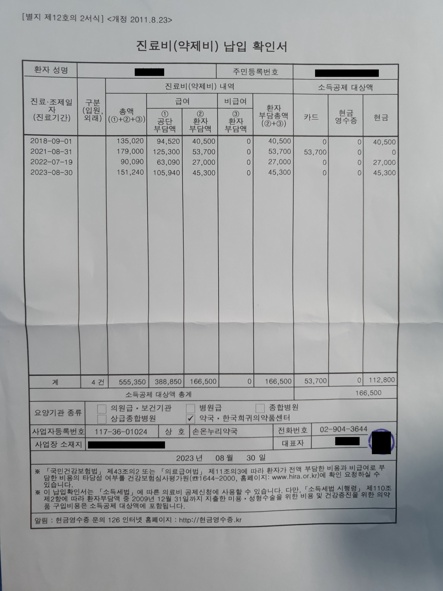 [별지 제12호의 2서식] <개정 2011.8.23>
진료비(약제비) 납입 확인서
환자 성명 주민등록번호
진료·조제일자 (진료기간) 구분 (입원, 외래) 진료비(약제비) 내역 소득공제 대상액
총액 (①+②+③) 급여 비급여 환자 부담총액 (②+③) 카드 현금 영수증 현금
① 공단 부담액 ② 환자 부담액 ③ 환자 부담액
2018-09-01 135,020 94,520 40,500 0 40,500 0 0 40,500
2021-08-31 179,000 125,300 53,700 0 53,700 53,700 0 0
2022-07-19 90,090 63,090 27,000 0 27,000 0 0 27,000
2023-08-30 151,240 105,940 45,300 0 45,300 0 0 45,300
계 4 건 555,350 388,850 166,500 0 166,500 53,700 0 112,800
소득공제 대상액 총계 166,500
요양기관 종류 의원급·보건기관 병원급 종합병원
상급종합병원 ✓ 약국·한국희귀의약품센터
사업자등록번호 117-36-01024 상 호 손온누리약국 전화번호 02-904-3644
사업장 소재지 대표자
2023 년 08 월 30 일
※ 「국민건강보험법」 제43조의2 또는 「의료급여법」 제11조의3에 따라 환자가 전액 부담한 비용과 비급여로 부
담한 비용의 타당성 여부를 건강보험심사평가원(☎1644-2000, 홈페이지: www.hira.or.kr)에 확인 요청하실 수
있습니다.
※ 이 납입확인서는 「소득세법」에 따른 의료비 공제신청에 사용할 수 있습니다. 다만 「소득세법 시행령」 제110조
제2항에 따라 환자부담액 중 2009년 12월 31일까지 지출한 미용·성형수술을 위한 비용 및 건강증진을 위한 의약
품 구입비용은 소득공제 대상에 포함됩니다.
알림 : 현금영수증 문의 126 인터넷 홈페이지 : http://현금영수증.kr